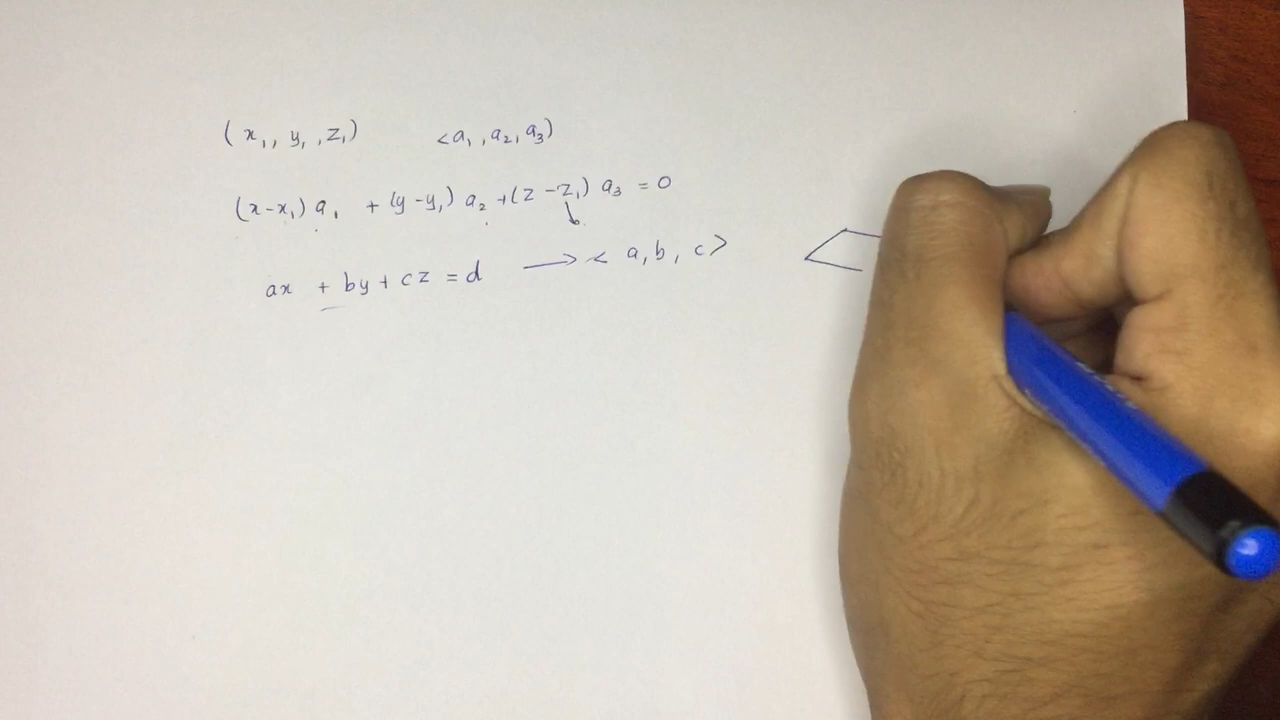 (x₁, y₁, z₁) <a₁, a₂, a₃)
(x-x₁) a₁ + (y-y₁) a₂ + (z-z₁) a₃ = 0
ax + by + cz = d → < a, b, c >